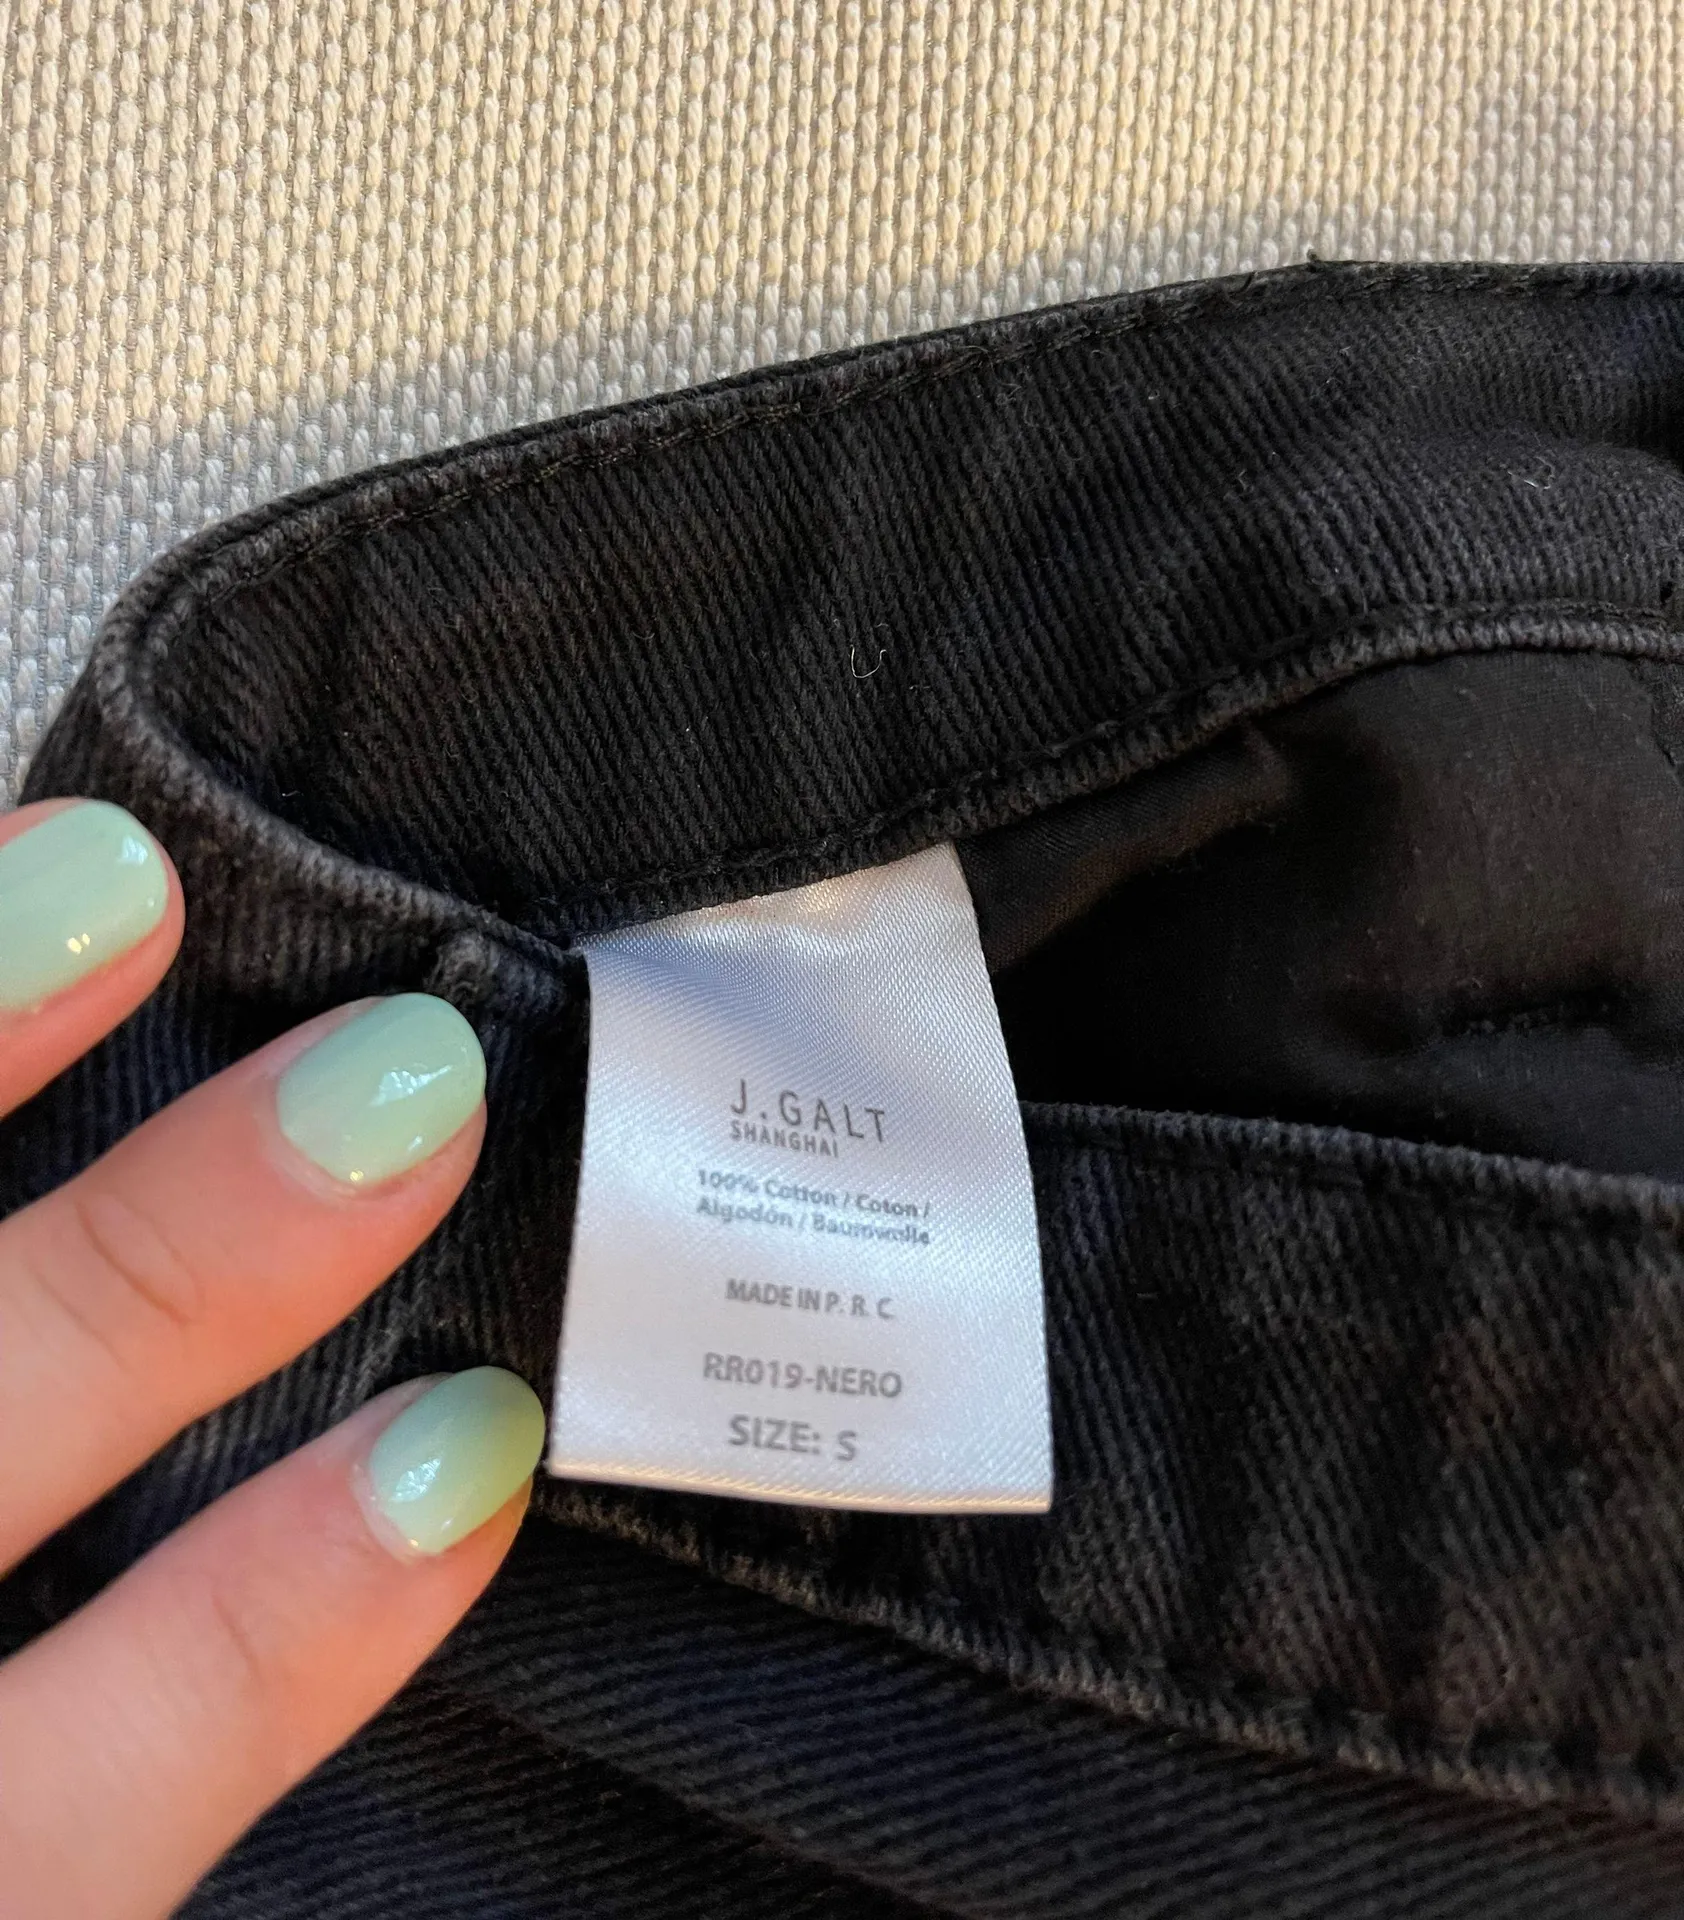 J.GALT
SHANGHAI
100% Cotton / Coton /
Algodón / Baumwolle
MADE IN P. R. C
RR019-NERO
SIZE: S